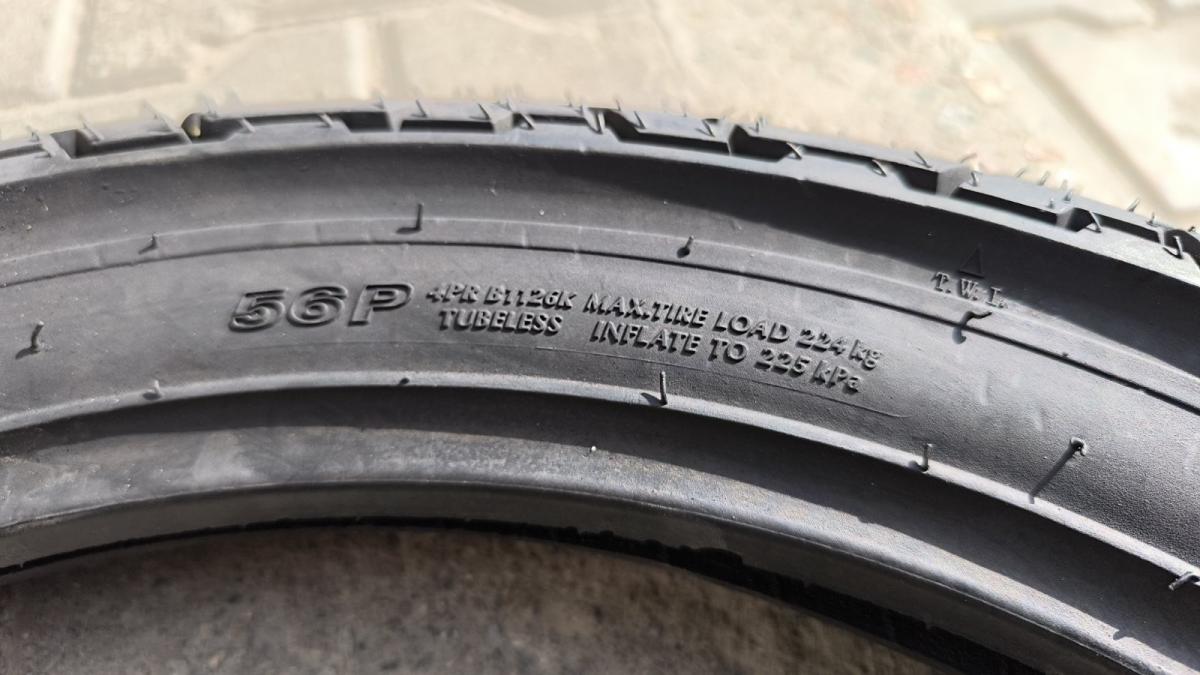 T.W.I.
56P 4PR B1126K MAX.TIRE LOAD 224 kg
TUBELESS INFLATE TO 225 kPa